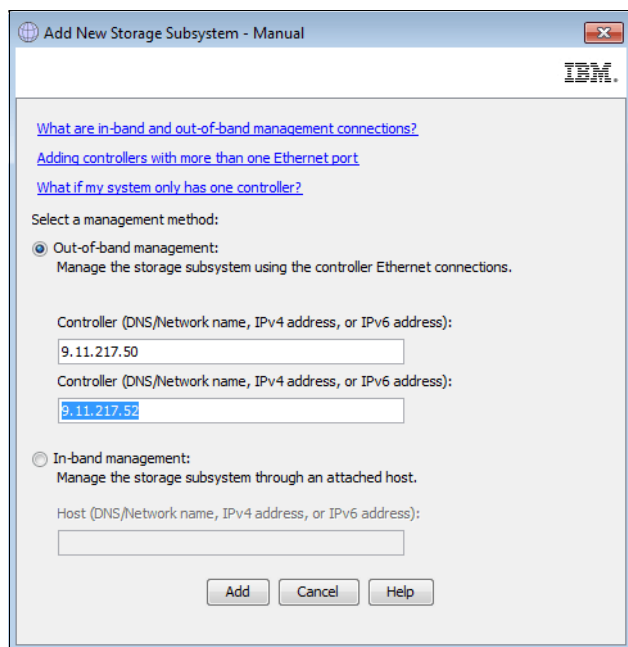 Add New Storage Subsystem - Manual
IBM.
What are in-band and out-of-band management connections?
Adding controllers with more than one Ethernet port
What if my system only has one controller?
Select a management method:
Out-of-band management:
Manage the storage subsystem using the controller Ethernet connections.
Controller (DNS/Network name, IPv4 address, or IPv6 address):
9.11.217.50
Controller (DNS/Network name, IPv4 address, or IPv6 address):
9.11.217.52
In-band management:
Manage the storage subsystem through an attached host.
Host (DNS/Network name, IPv4 address, or IPv6 address):
Add Cancel Help